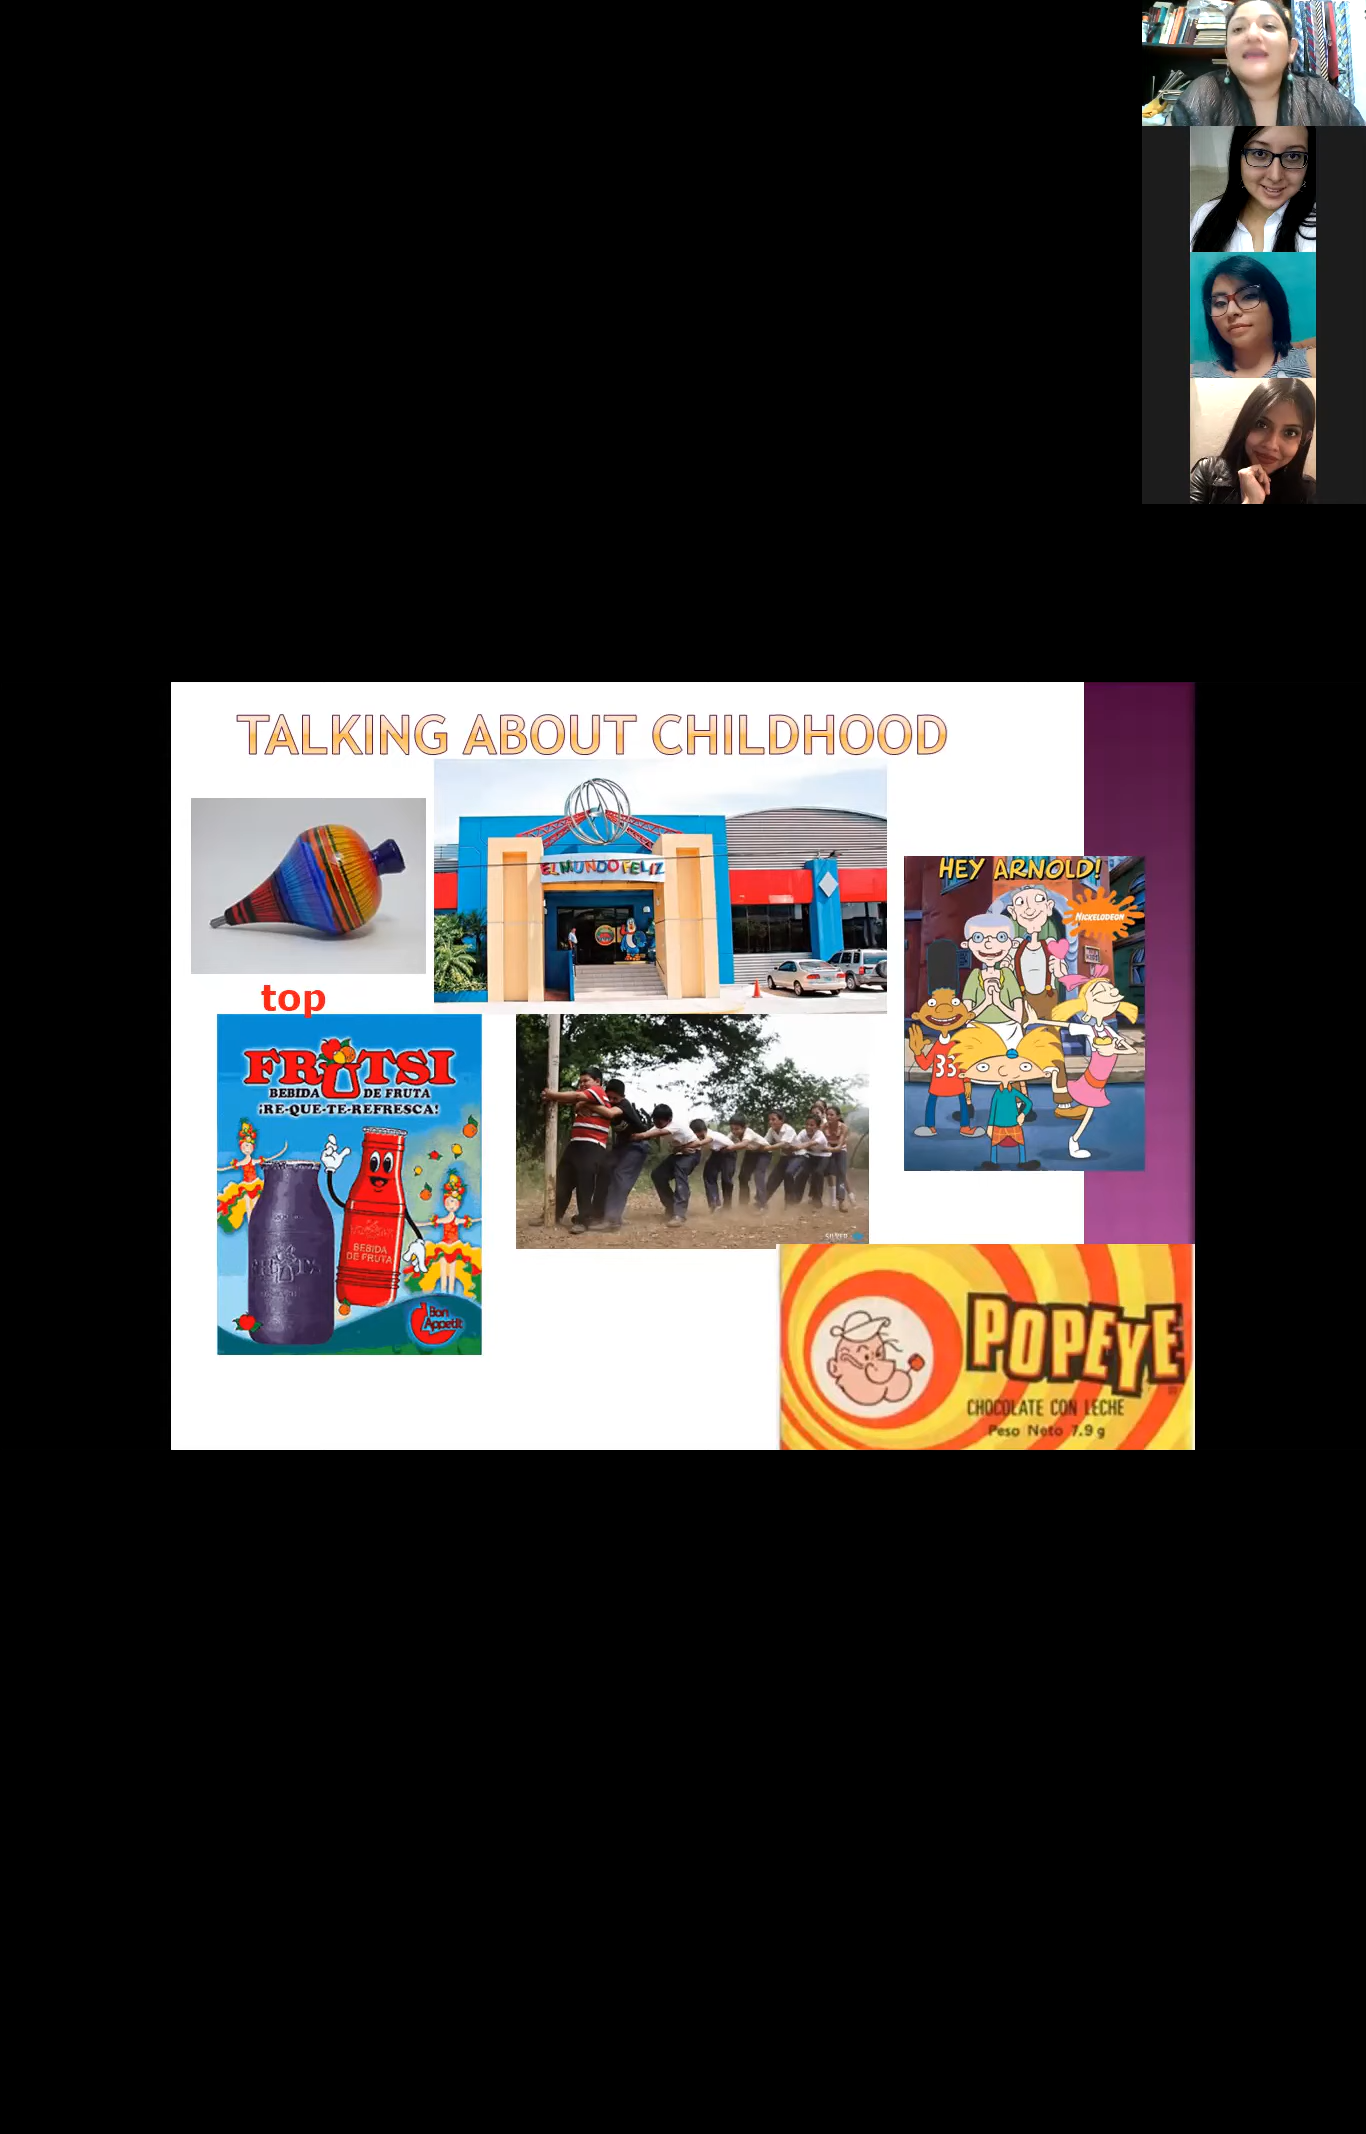 TALKING ABOUT CHILDHOOD
EL MUNDO FELIZ
HEY ARNOLD!
NICKELODEON
33
top
FRUTSI
BEBIDA DE FRUTA
¡RE-QUE-TE-REFRESCA!
BEBIDA
DE FRUTA
Bon
Appetit
POPEYE
CHOCOLATE CON LECHE
Peso Neto 7.9 g